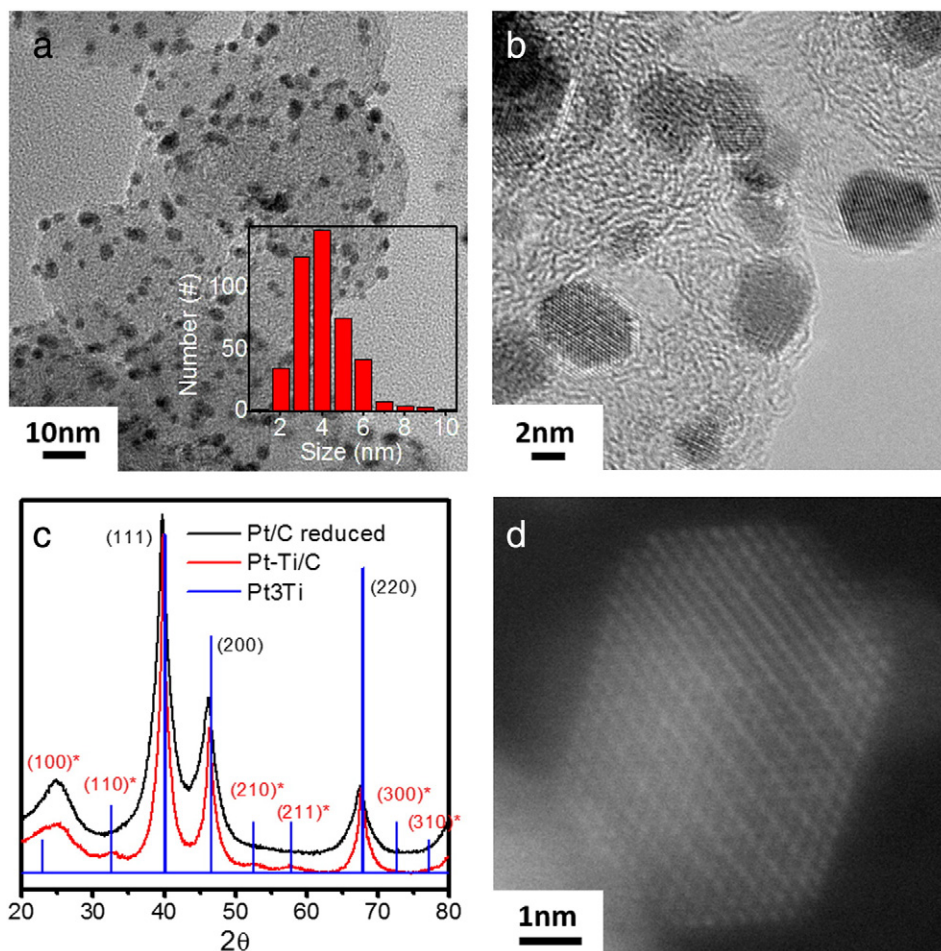 a
100
50
0
Number (#)
2 4 6 8 10
Size (nm)
10nm
b
2nm
c
(111)
Pt/C reduced
Pt-Ti/C
Pt3Ti
(220)
(200)
(100)*
(110)*
(210)*
(211)*
(300)*
(310)*
20 30 40 50 60 70 80
2θ
d
1nm